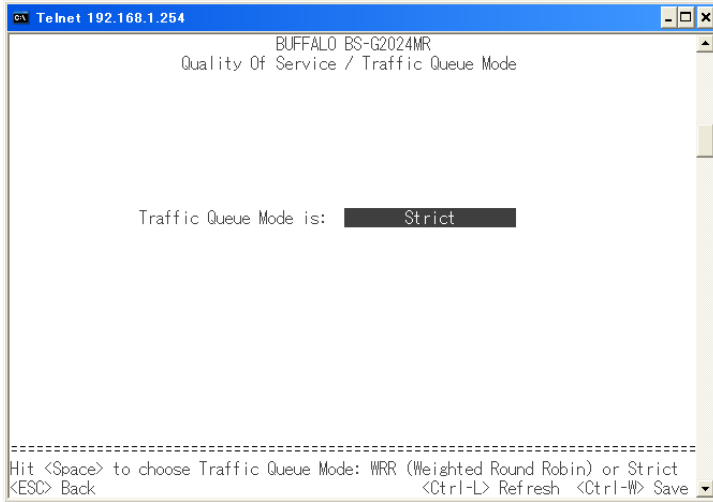 Telnet 192.168.1.254
BUFFALO BS-G2024MR
Quality Of Service / Traffic Queue Mode
Traffic Queue Mode is: Strict
================================================================================
Hit <Space> to choose Traffic Queue Mode: WRR (Weighted Round Robin) or Strict
<ESC> Back <Ctrl-L> Refresh <Ctrl-W> Save